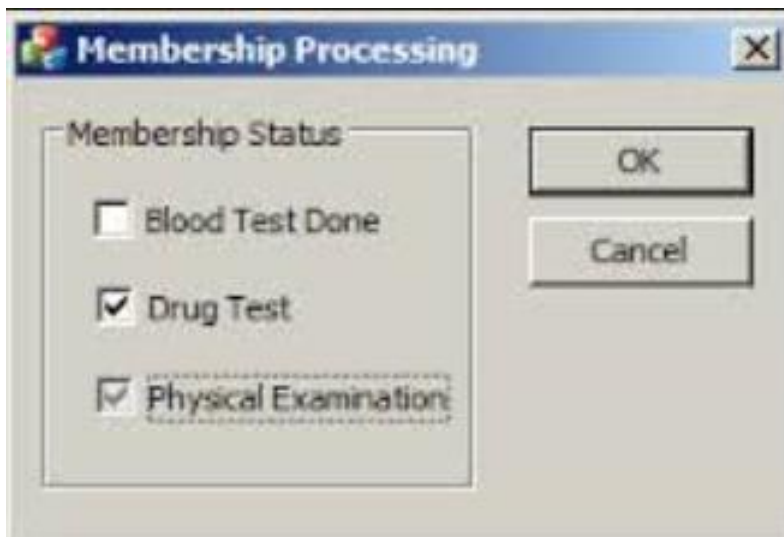 Membership Processing
Membership Status
OK
Blood Test Done
Cancel
Drug Test
Physical Examination